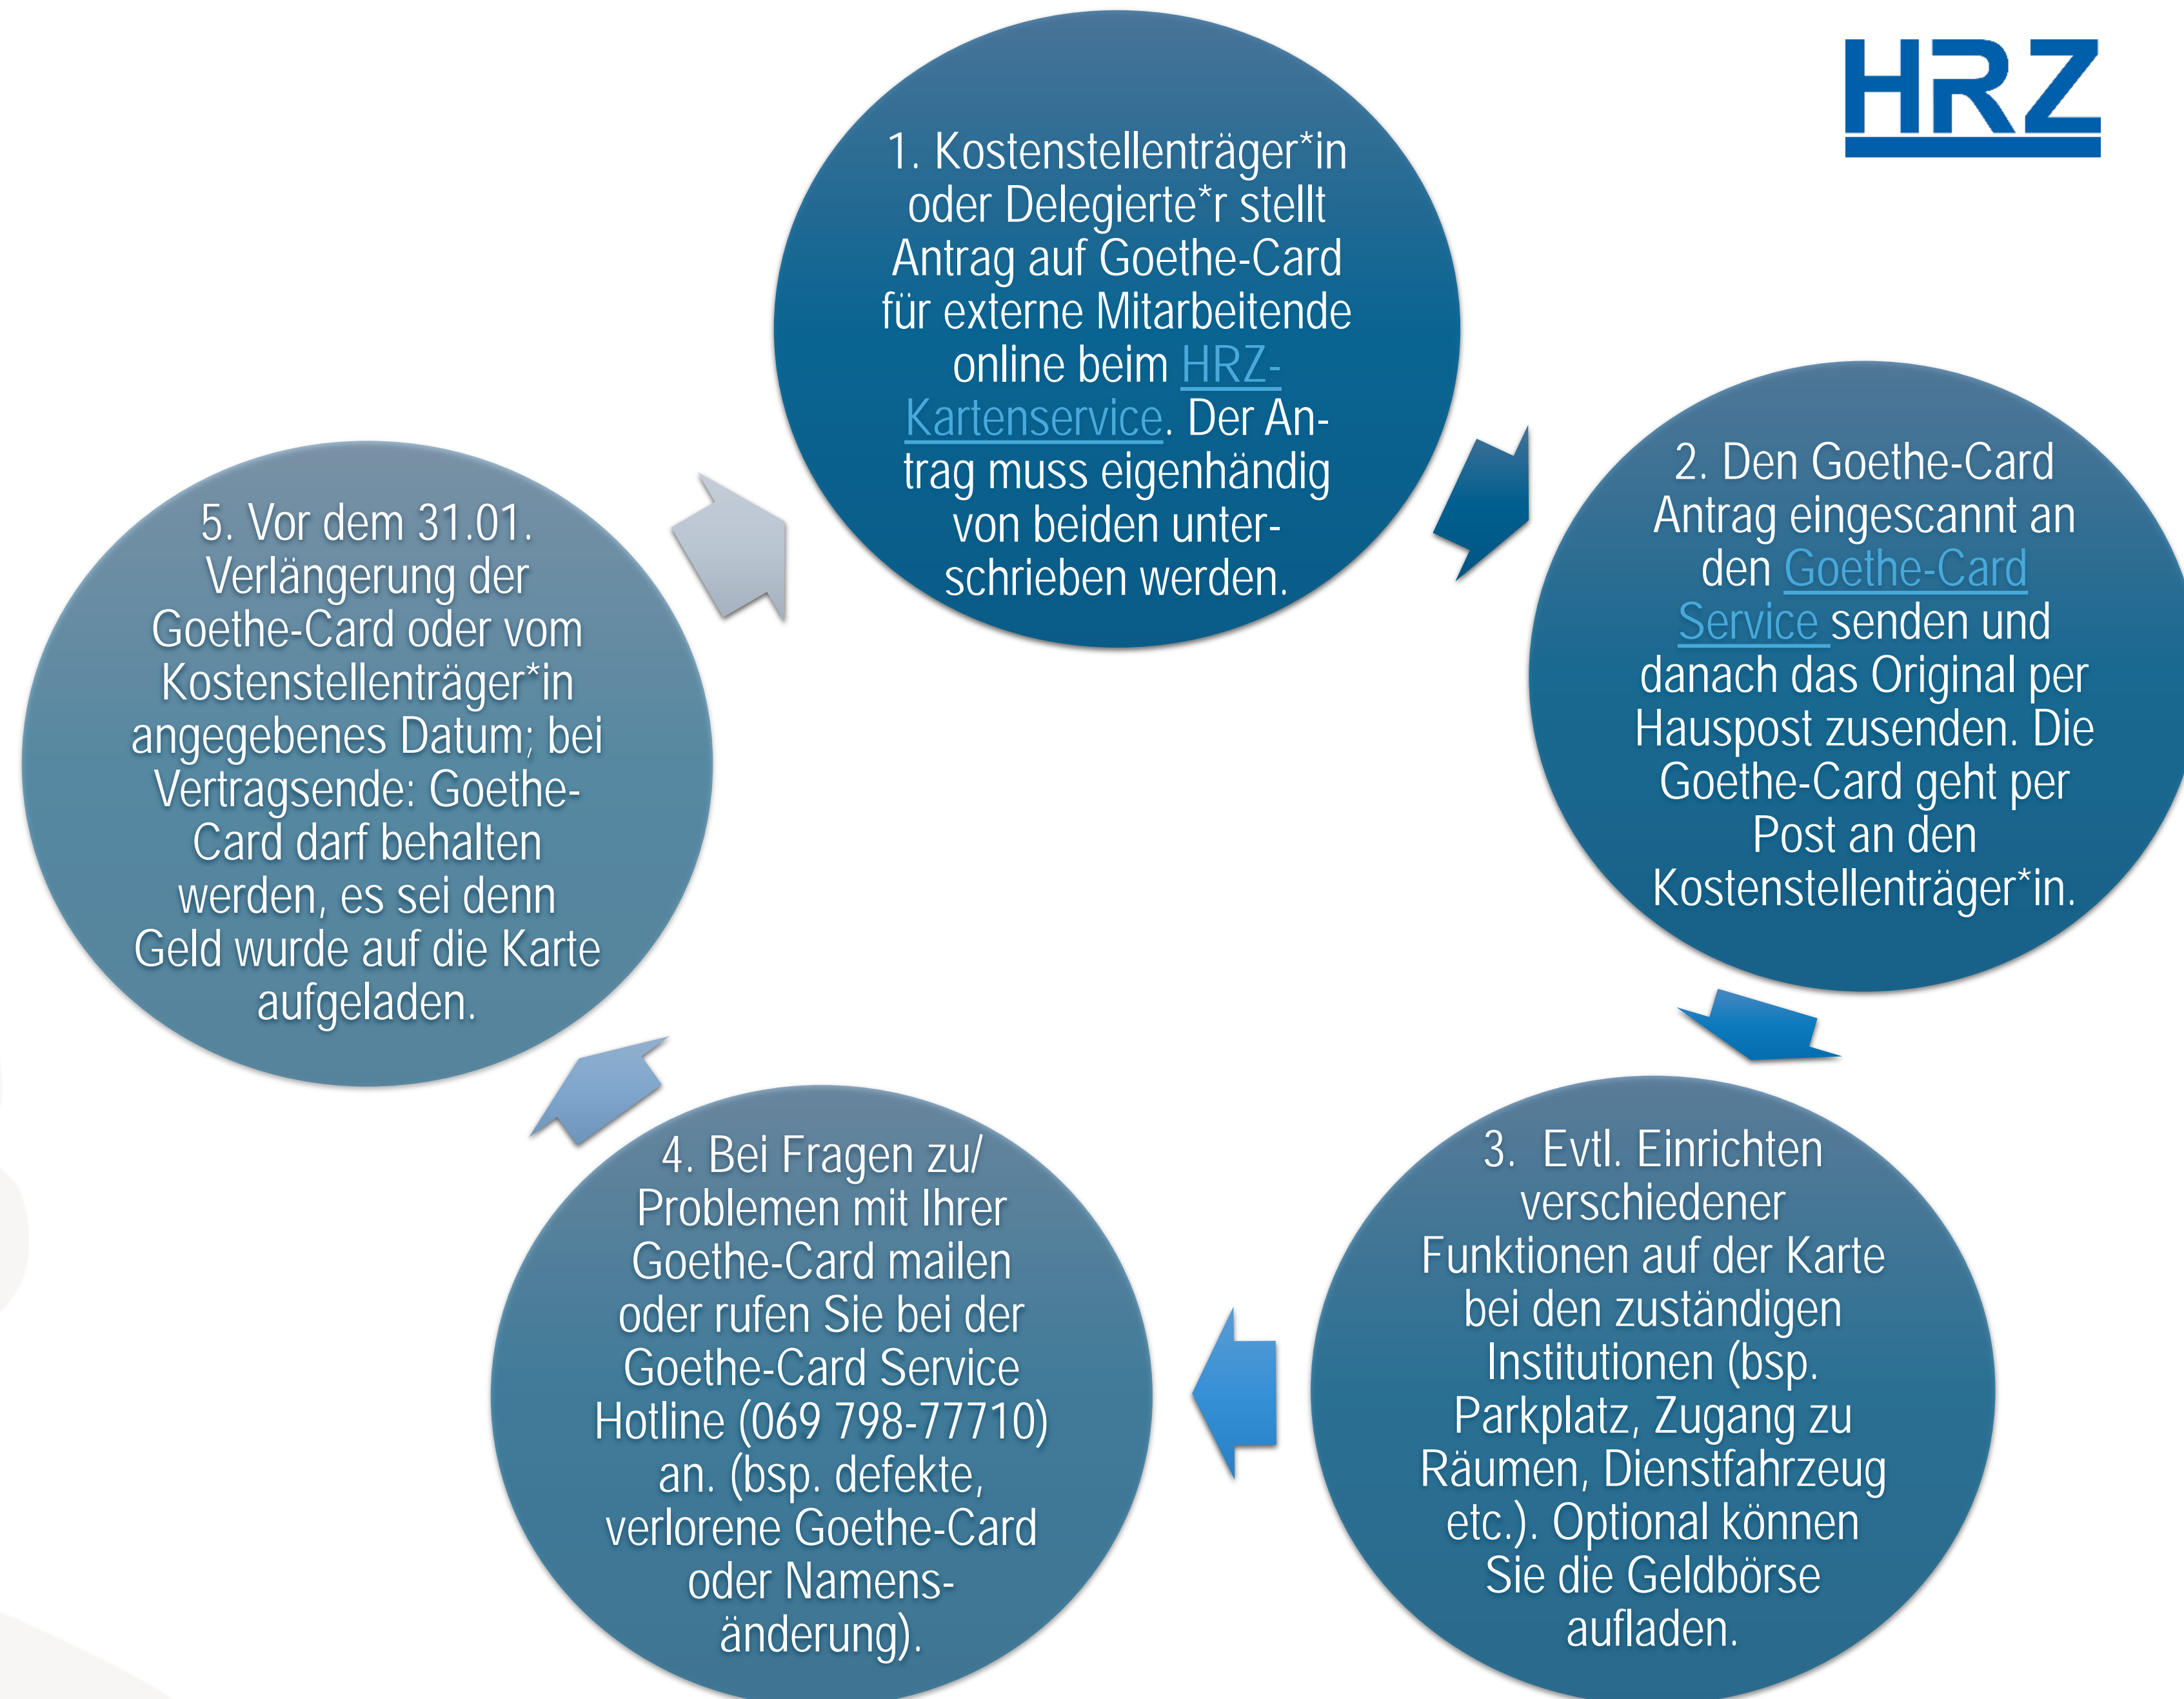 HRZ
1. Kostenstellenträger*in
oder Delegierte*r stellt
Antrag auf Goethe-Card
für externe Mitarbeitende
online beim HRZ-
Kartenservice. Der An-
trag muss eigenhändig
von beiden unter-
schrieben werden.
2. Den Goethe-Card
Antrag eingescannt an
den Goethe-Card
Service senden und
danach das Original per
Hauspost zusenden. Die
Goethe-Card geht per
Post an den
Kostenstellenträger*in.
3. Evtl. Einrichten
verschiedener
Funktionen auf der Karte
bei den zuständigen
Institutionen (bsp.
Parkplatz, Zugang zu
Räumen, Dienstfahrzeug
etc.). Optional können
Sie die Geldbörse
aufladen.
4. Bei Fragen zu/
Problemen mit Ihrer
Goethe-Card mailen
oder rufen Sie bei der
Goethe-Card Service
Hotline (069 798-77710)
an. (bsp. defekte,
verlorene Goethe-Card
oder Namens-
änderung).
5. Vor dem 31.01.
Verlängerung der
Goethe-Card oder vom
Kostenstellenträger*in
angegebenes Datum; bei
Vertragsende: Goethe-
Card darf behalten
werden, es sei denn
Geld wurde auf die Karte
aufgeladen.